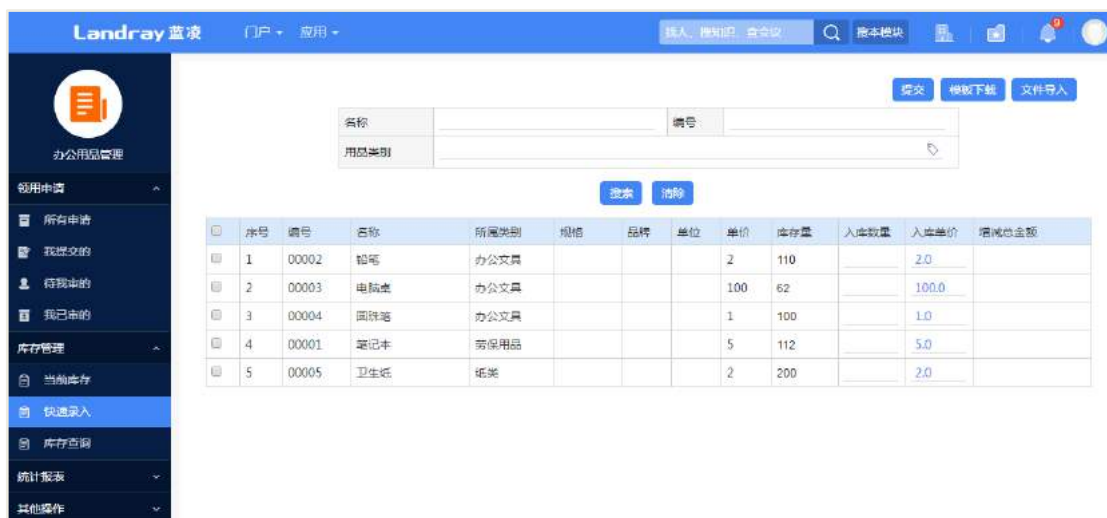 Landray 蓝凌 门户 应用 找人、搜知识、查会议 搜本模块 9
提交 模板下载 文件导入
名称 编号
用品类别
搜索 清除
办公用品管理
领用申请
所有申请
我提交的
待我审的
我已审的
库存管理
当前库存
快速录入
库存查询
统计报表
其他操作
序号 编号 名称 所属类别 规格 品牌 单位 单价 库存量 入库数量 入库单价 增减总金额
1 00002 铅笔 办公文具 2 110 2.0
2 00003 电脑桌 办公文具 100 62 100.0
3 00004 圆珠笔 办公文具 1 100 1.0
4 00001 笔记本 劳保用品 5 112 5.0
5 00005 卫生纸 纸类 2 200 2.0